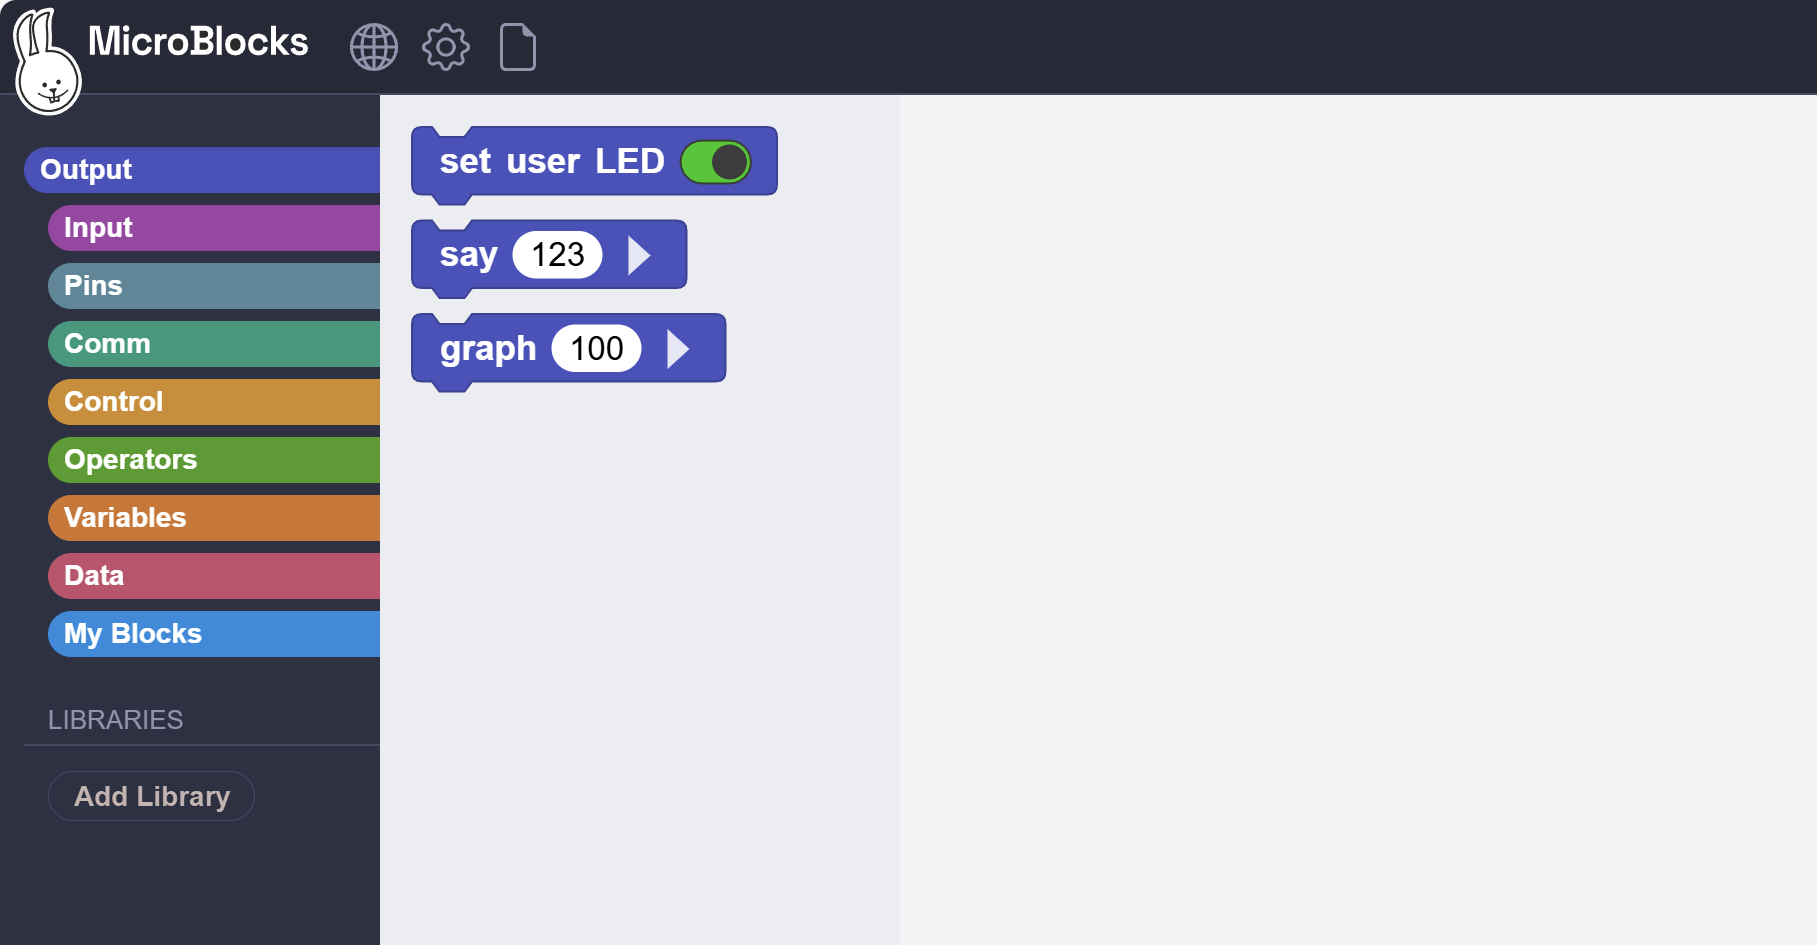 MicroBlocks
Output
Input
Pins
Comm
Control
Operators
Variables
Data
My Blocks
LIBRARIES
Add Library
set user LED
say 123
graph 100